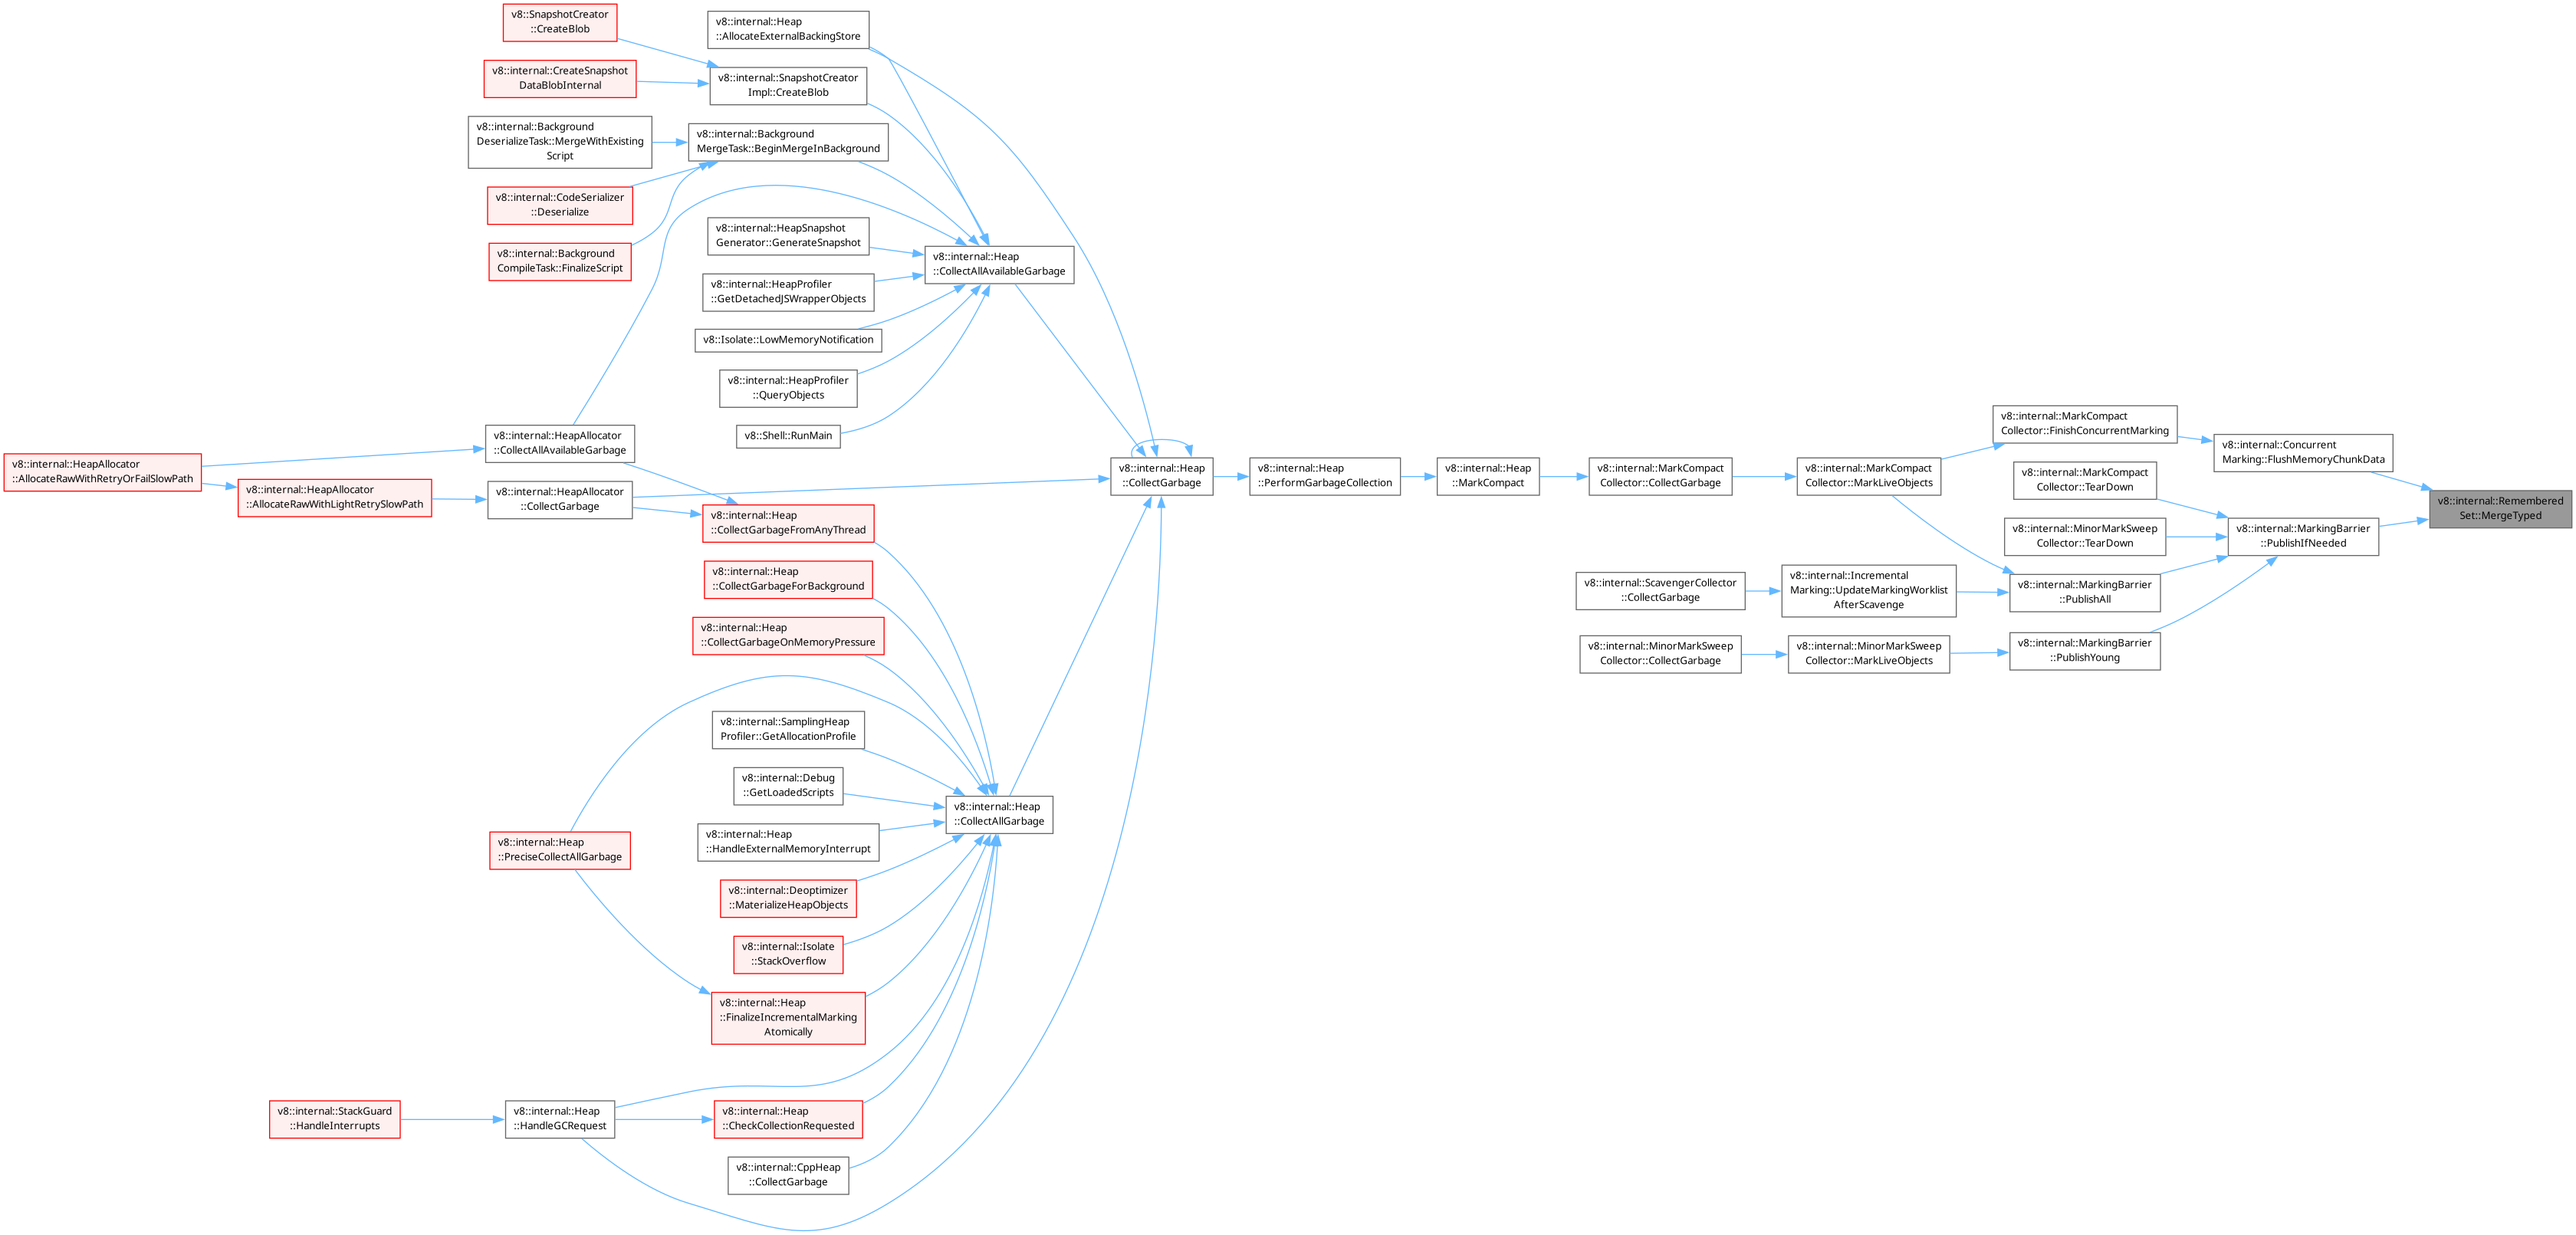 v8::SnapshotCreator
::CreateBlob
v8::internal::CreateSnapshot
DataBlobInternal
v8::internal::Background
DeserializeTask::MergeWithExisting
Script
v8::internal::CodeSerializer
::Deserialize
v8::internal::Background
CompileTask::FinalizeScript
v8::internal::Heap
::AllocateExternalBackingStore
v8::internal::SnapshotCreator
Impl::CreateBlob
v8::internal::Background
MergeTask::BeginMergeInBackground
v8::internal::HeapSnapshot
Generator::GenerateSnapshot
v8::internal::HeapProfiler
::GetDetachedJSWrapperObjects
v8::Isolate::LowMemoryNotification
v8::internal::HeapProfiler
::QueryObjects
v8::Shell::RunMain
v8::internal::Heap
::CollectAllAvailableGarbage
v8::internal::HeapAllocator
::AllocateRawWithRetryOrFailSlowPath
v8::internal::HeapAllocator
::AllocateRawWithLightRetrySlowPath
v8::internal::HeapAllocator
::CollectAllAvailableGarbage
v8::internal::HeapAllocator
::CollectGarbage
v8::internal::Heap
::CollectGarbageFromAnyThread
v8::internal::Heap
::CollectGarbageForBackground
v8::internal::Heap
::CollectGarbageOnMemoryPressure
v8::internal::SamplingHeap
Profiler::GetAllocationProfile
v8::internal::Debug
::GetLoadedScripts
v8::internal::Heap
::HandleExternalMemoryInterrupt
v8::internal::Deoptimizer
::MaterializeHeapObjects
v8::internal::Isolate
::StackOverflow
v8::internal::Heap
::FinalizeIncrementalMarking
Atomically
v8::internal::Heap
::CheckCollectionRequested
v8::internal::CppHeap
::CollectGarbage
v8::internal::Heap
::PreciseCollectAllGarbage
v8::internal::StackGuard
::HandleInterrupts
v8::internal::Heap
::HandleGCRequest
v8::internal::Heap
::CollectAllGarbage
v8::internal::Heap
::CollectGarbage
v8::internal::Heap
::PerformGarbageCollection
v8::internal::Heap
::MarkCompact
v8::internal::MarkCompact
Collector::CollectGarbage
v8::internal::MarkCompact
Collector::MarkLiveObjects
v8::internal::ScavengerCollector
::CollectGarbage
v8::internal::Incremental
Marking::UpdateMarkingWorklist
AfterScavenge
v8::internal::MinorMarkSweep
Collector::CollectGarbage
v8::internal::MinorMarkSweep
Collector::MarkLiveObjects
v8::internal::MarkCompact
Collector::FinishConcurrentMarking
v8::internal::MarkCompact
Collector::TearDown
v8::internal::MinorMarkSweep
Collector::TearDown
v8::internal::MarkingBarrier
::PublishAll
v8::internal::MarkingBarrier
::PublishYoung
v8::internal::Concurrent
Marking::FlushMemoryChunkData
v8::internal::MarkingBarrier
::PublishIfNeeded
v8::internal::Remembered
Set::MergeTyped